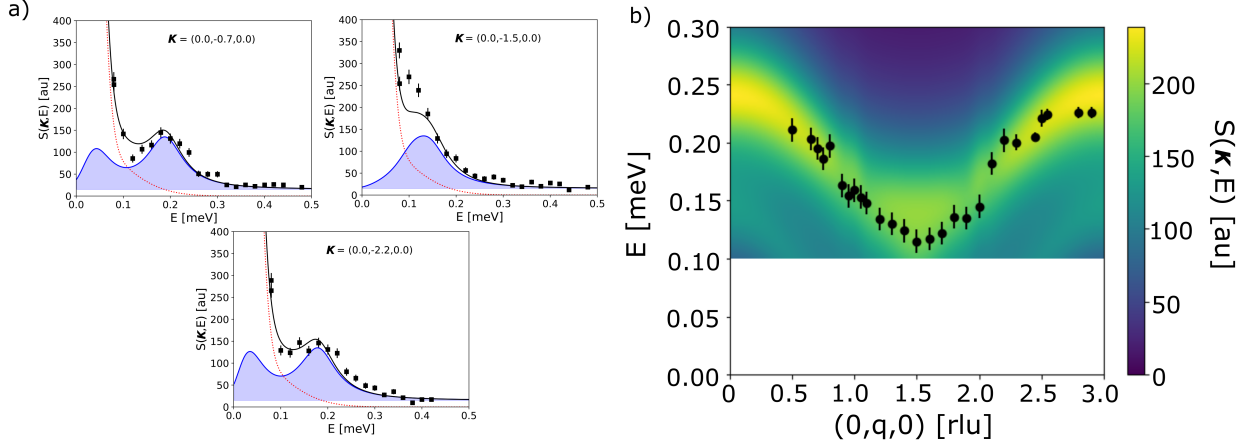 a)
400
350
300
250
200
150
100
50
0
S(κ,E) [au]
κ = (0.0,-0.7,0.0)
0.0 0.1 0.2 0.3 0.4 0.5
E [meV]
400
350
300
250
200
150
100
50
0
S(κ,E) [au]
κ = (0.0,-1.5,0.0)
0.0 0.1 0.2 0.3 0.4 0.5
E [meV]
400
350
300
250
200
150
100
50
0
S(κ,E) [au]
κ = (0.0,-2.2,0.0)
0.0 0.1 0.2 0.3 0.4 0.5
E [meV]
b)
0.30
0.25
0.20
0.15
0.10
0.05
0.00
E [meV]
0 0.5 1.0 1.5 2.0 2.5 3.0
(0,q,0) [rlu]
200
150
100
50
0
S(κ,E) [au]